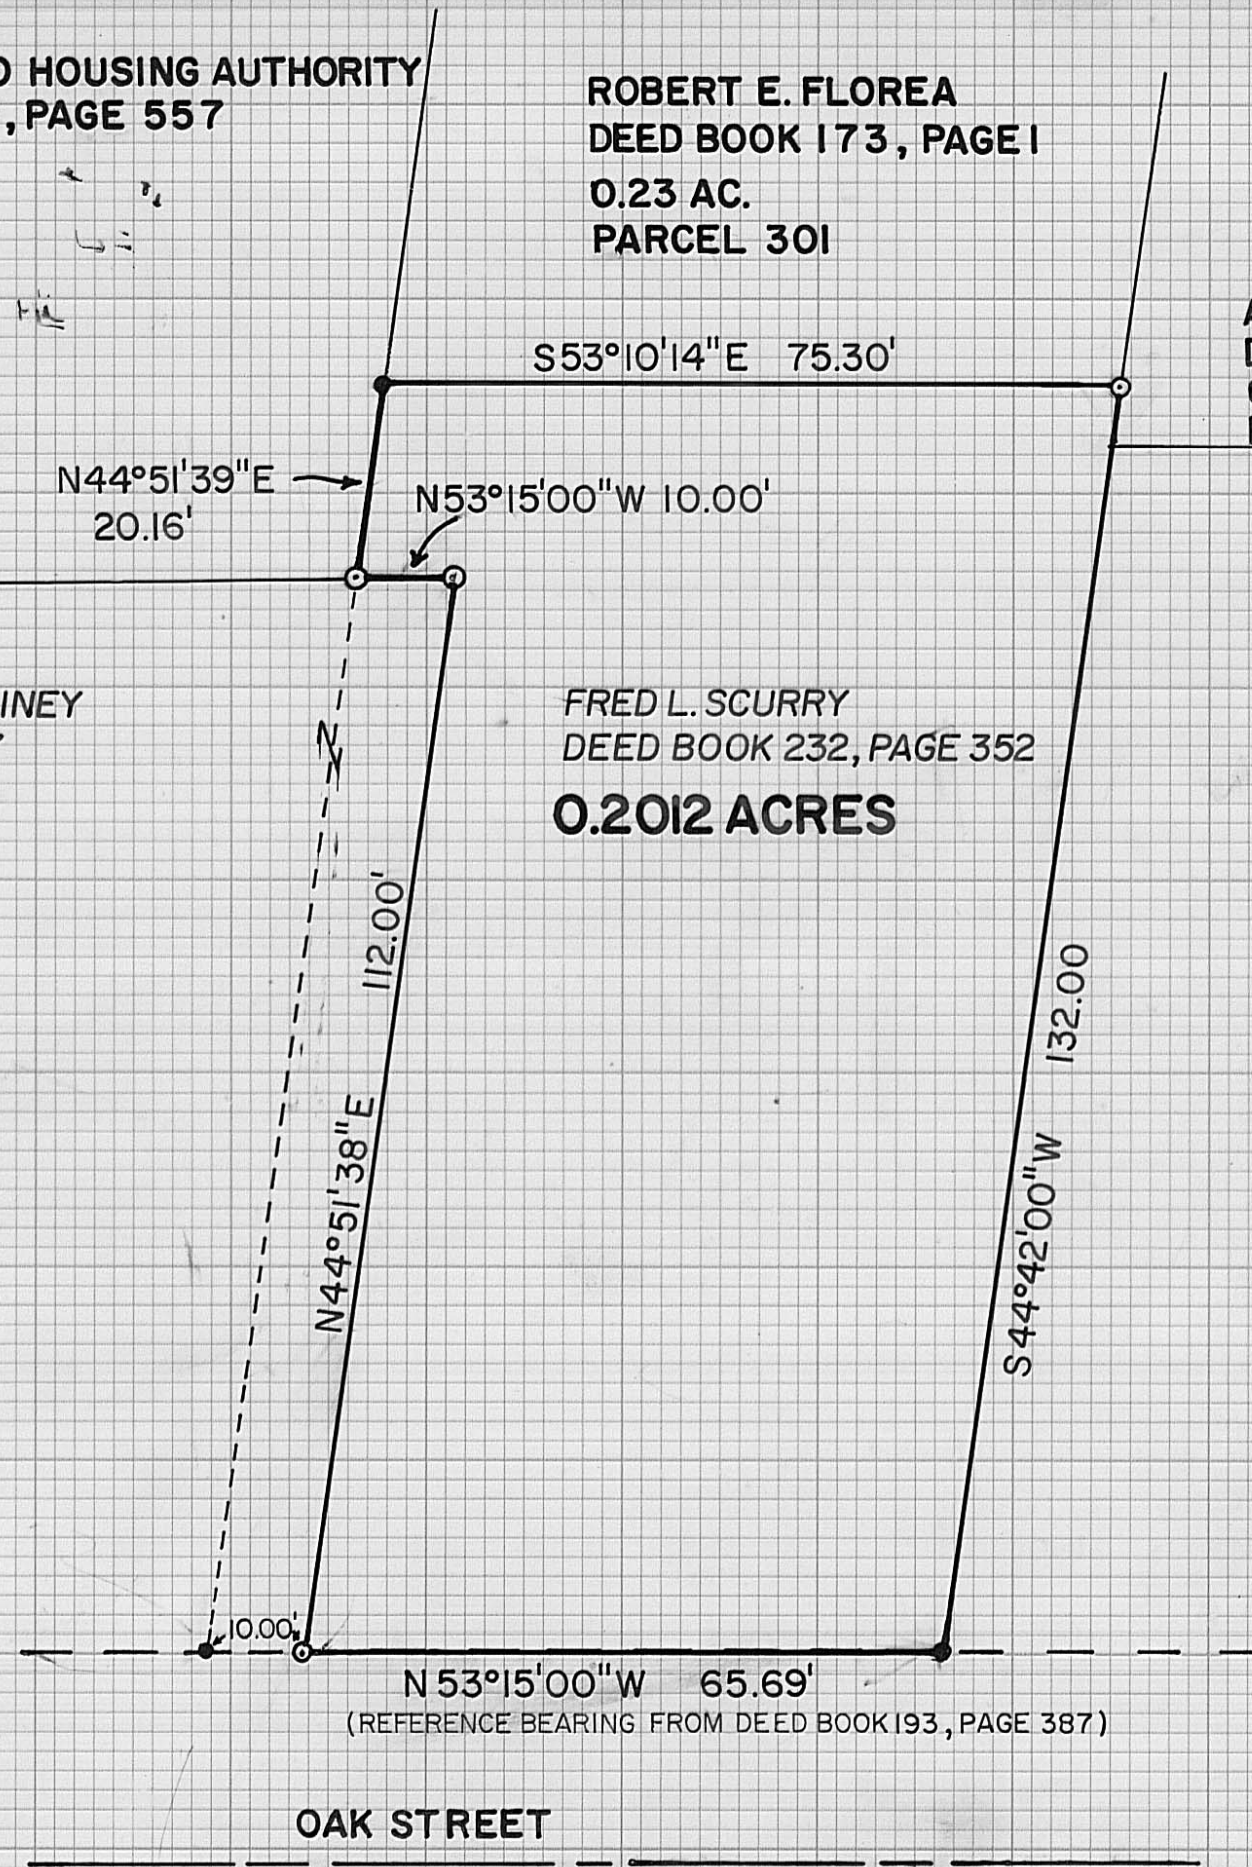 HOUSING AUTHORITY
, PAGE 557
ROBERT E. FLOREA
DEED BOOK 173, PAGE 1
0.23 AC.
PARCEL 301
S53°10'14"E 75.30'
N44°51'39"E
20.16'
N53°15'00"W 10.00'
FRED L. SCURRY
DEED BOOK 232, PAGE 352
0.2012 ACRES
N44°51'38"E 112.00'
S44°42'00"W 132.00
10.00'
N53°15'00"W 65.69'
(REFERENCE BEARING FROM DEED BOOK 193, PAGE 387)
OAK STREET